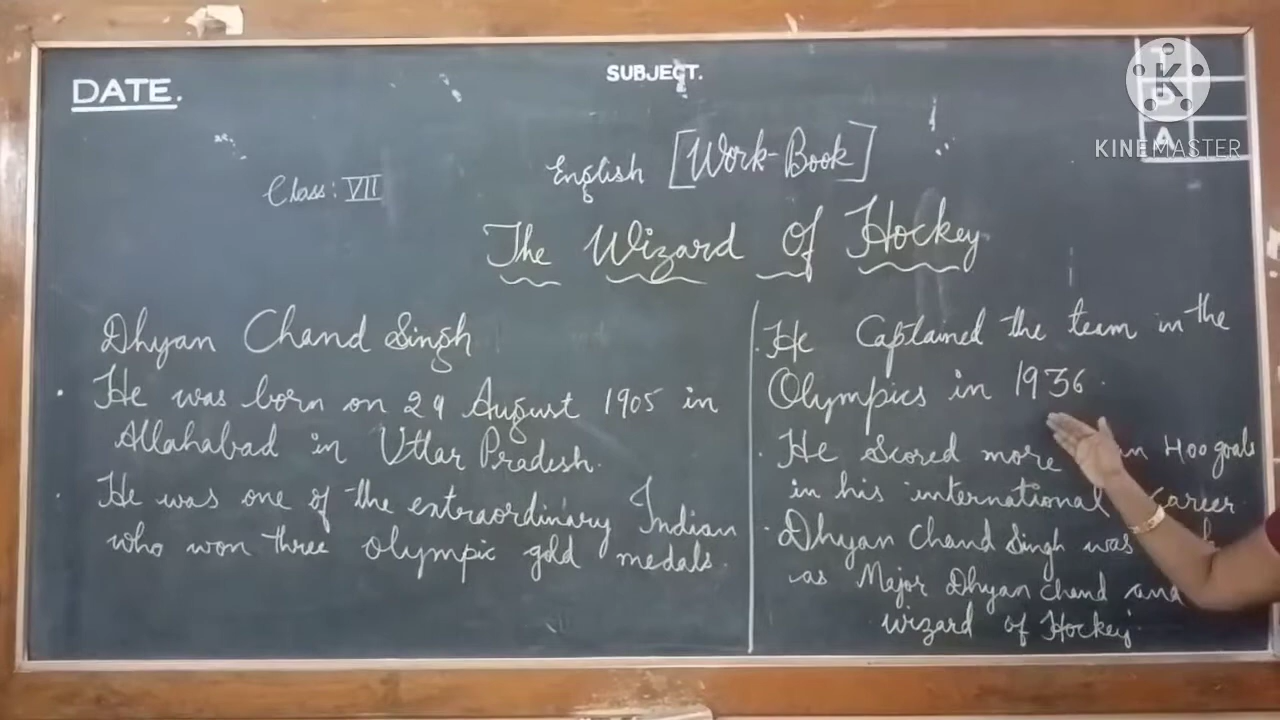 DATE.
SUBJECT.
T
D
A
KINEMASTER
Class: VII
English [Work-Book]
The Wizard Of Hockey
Dhyan Chand Singh
• He was born on 29 August 1905 in
Allahabad in Uttar Pradesh.
• He was one of the extraordinary Indian
who won three olympic gold medals.
• He Captained the team in the
Olympics in 1936.
• He Scored more 400 goals
in his international career.
• Dhyan Chand Singh was
as Major Dhyan Chand and
wizard of Hockey